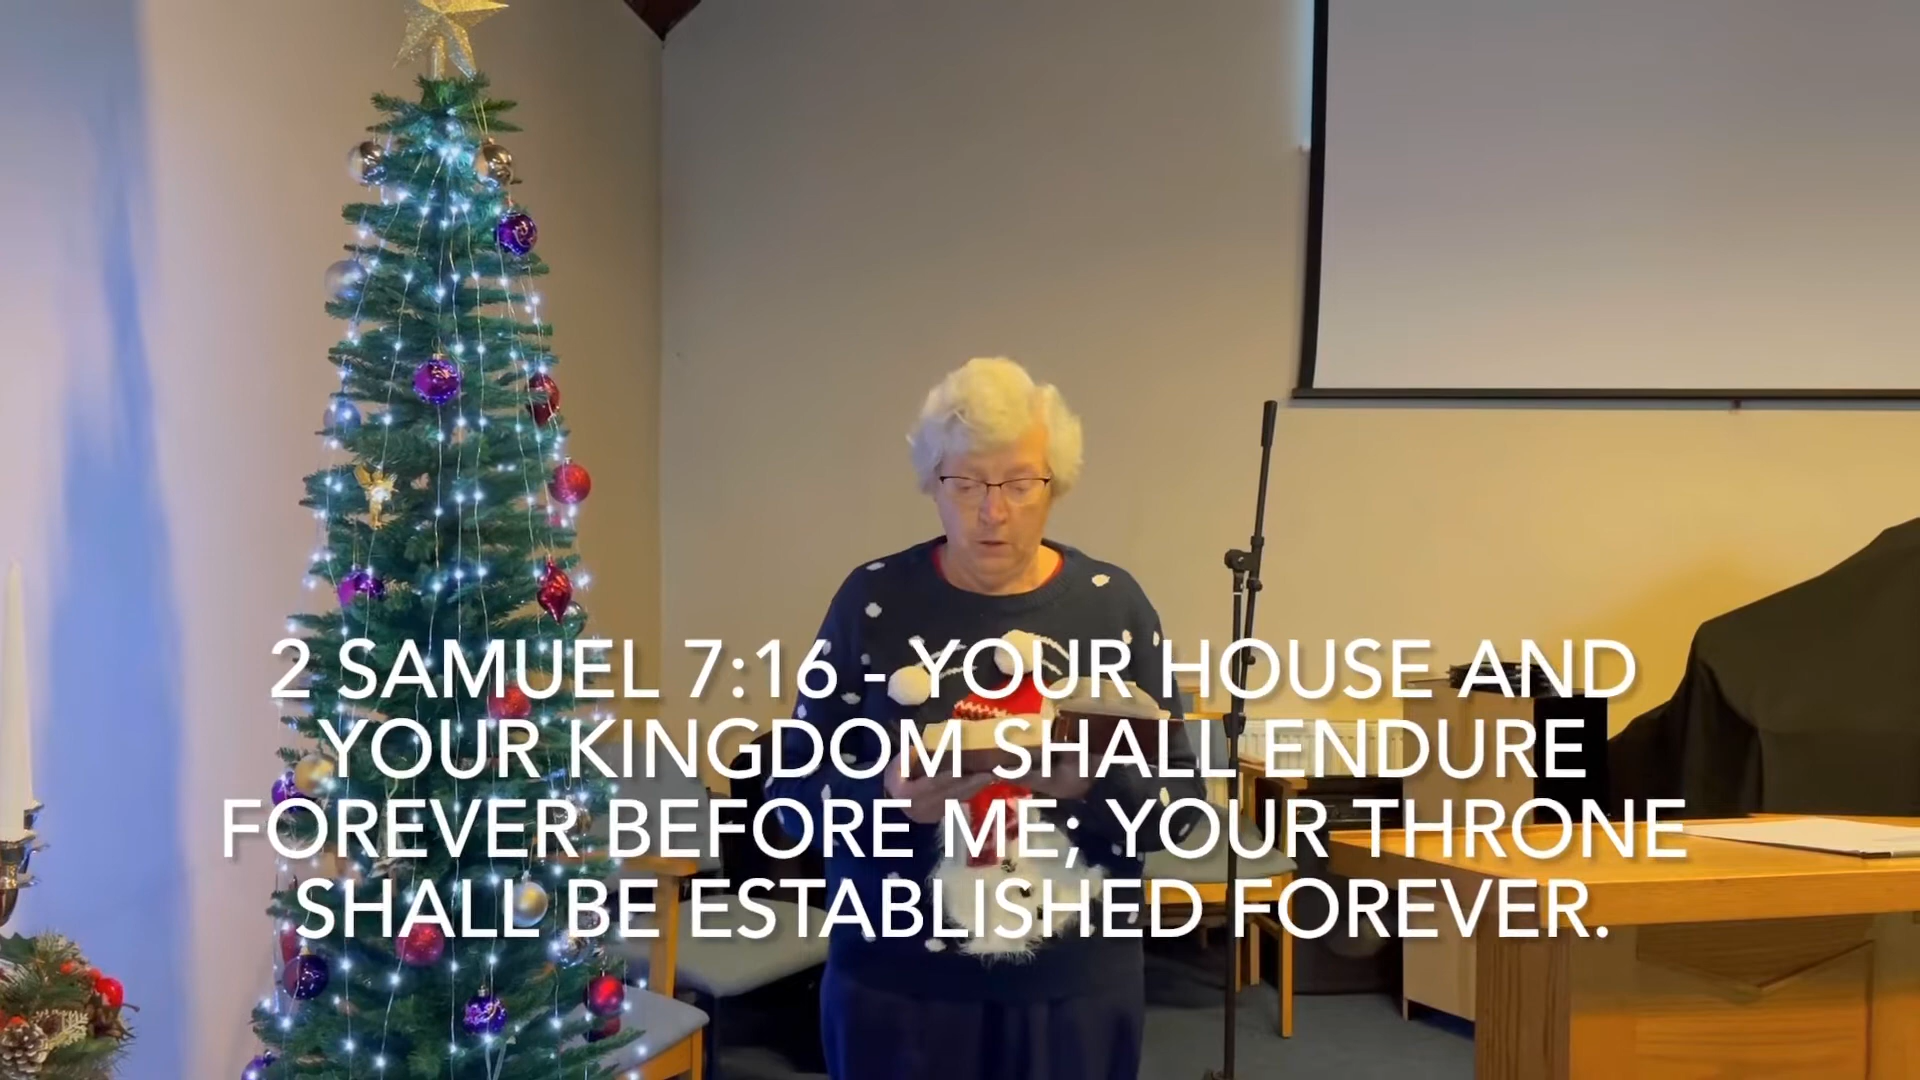 2 SAMUEL 7:16 - YOUR HOUSE AND
YOUR KINGDOM SHALL ENDURE
FOREVER BEFORE ME; YOUR THRONE
SHALL BE ESTABLISHED FOREVER.